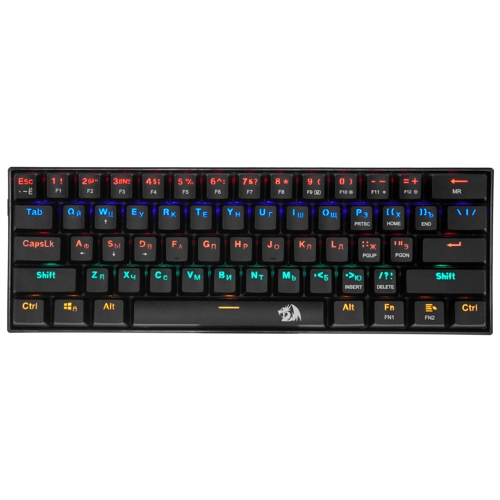 Esc 1 ! 2 @ " 3 # № 4 $ ; 5 % 6 ^ : 7 & ? 8 * 9 ( 0 ) - _ = +
~ Ё F1 F2 F3 F4 F5 F6 F7 F8 F9 F10 F11 F12 MR
Tab Q Й W Ц E У R К T Е Y Н U Г I Ш O Щ P З [ { Х ] } Ъ \ | /
PRTSC HOME END
CapsLk A Ф S Ы D В F А G П H Р J О K Л L Д ; : Ж ' " Э
PGUP PGDN
Shift Z Я X Ч C С V М B И N Т M Ь , < Б . > Ю / ? Shift
INSERT DELETE
Ctrl Alt Alt Fn Ctrl
FN1 FN2